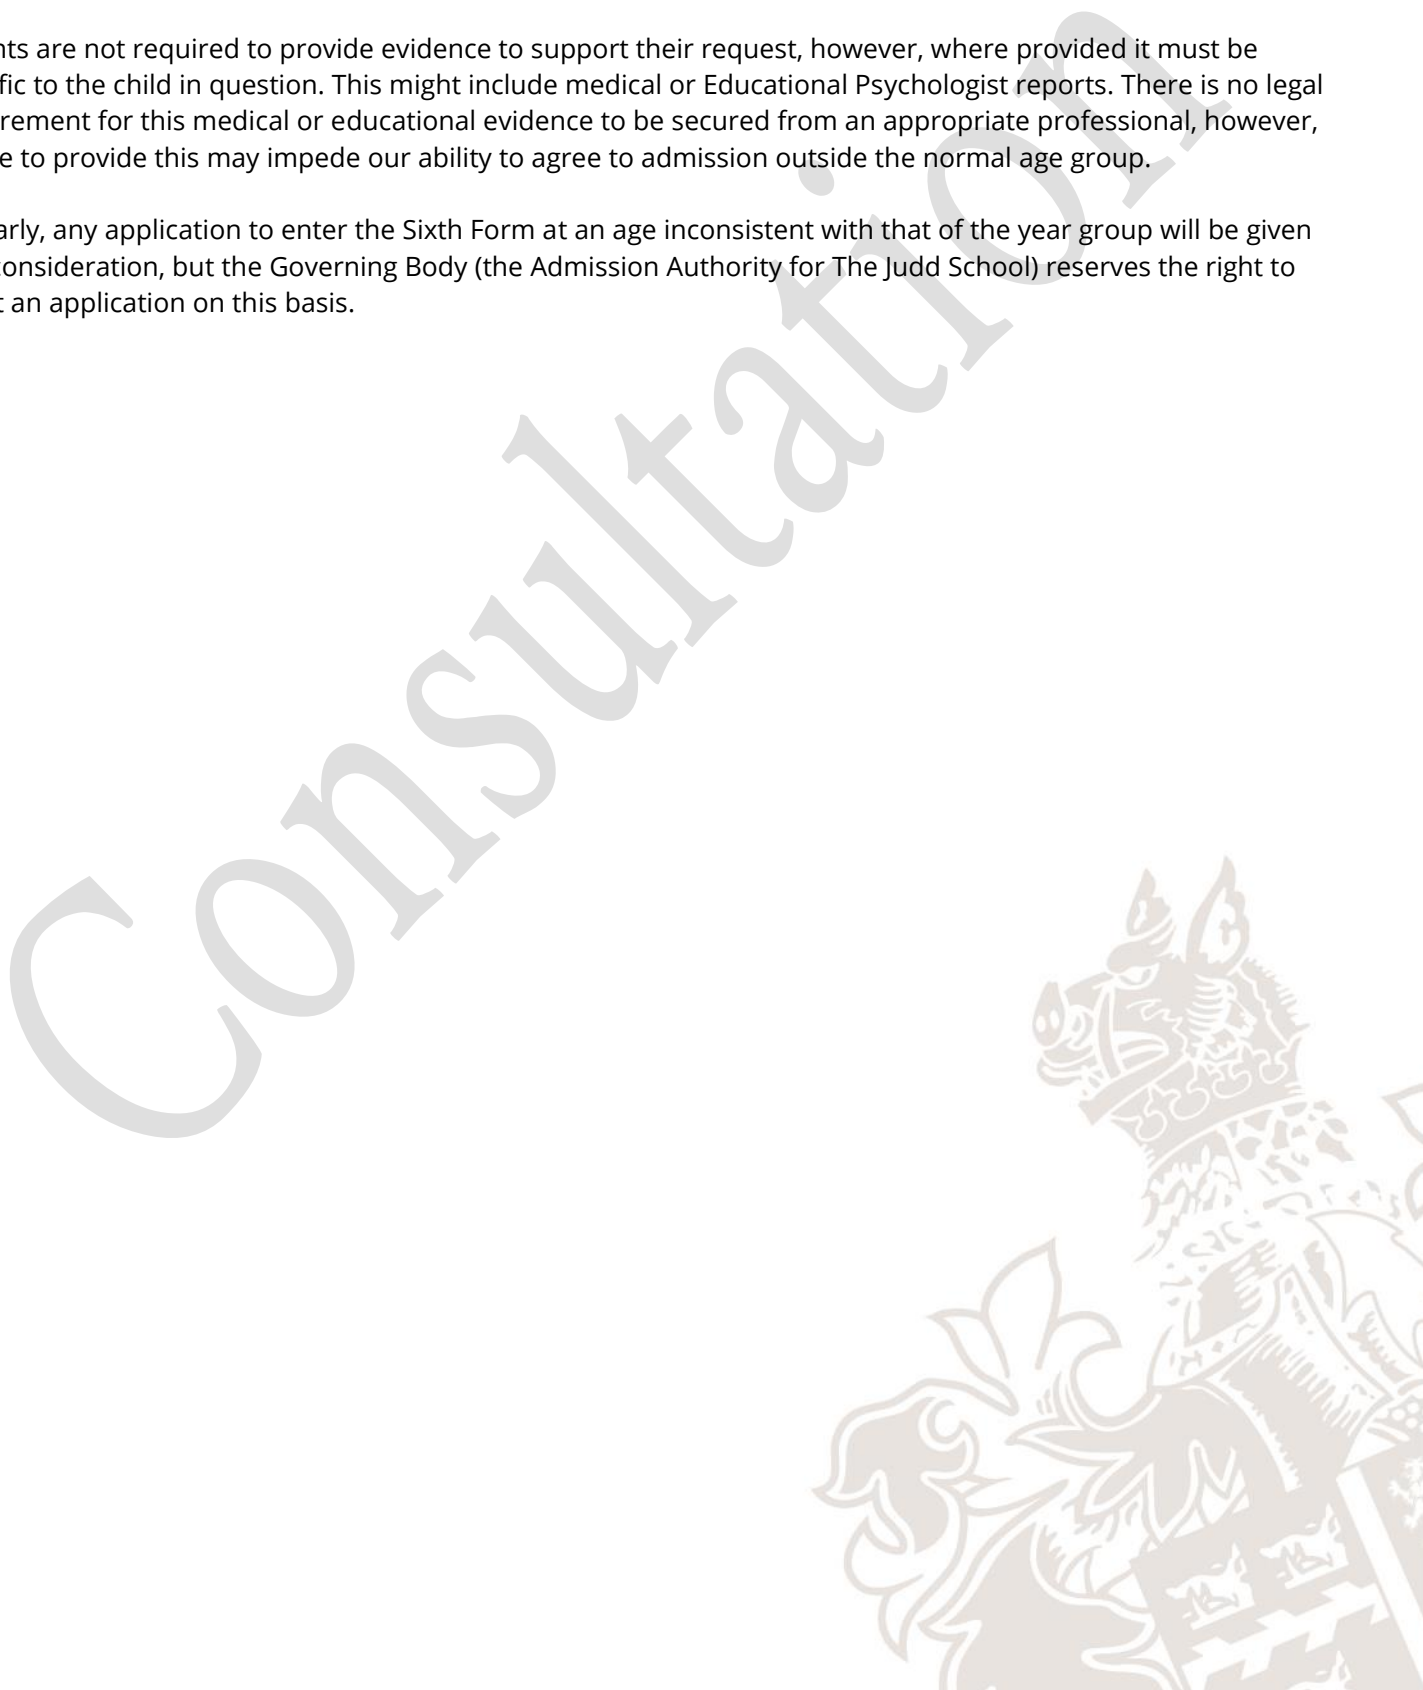 nts are not required to provide evidence to support their request, however, where provided it must be
fic to the child in question. This might include medical or Educational Psychologist reports. There is no legal
rement for this medical or educational evidence to be secured from an appropriate professional, however,
e to provide this may impede our ability to agree to admission outside the normal age group.
arly, any application to enter the Sixth Form at an age inconsistent with that of the year group will be given
onsideration, but the Governing Body (the Admission Authority for The Judd School) reserves the right to
t an application on this basis.
Consultation